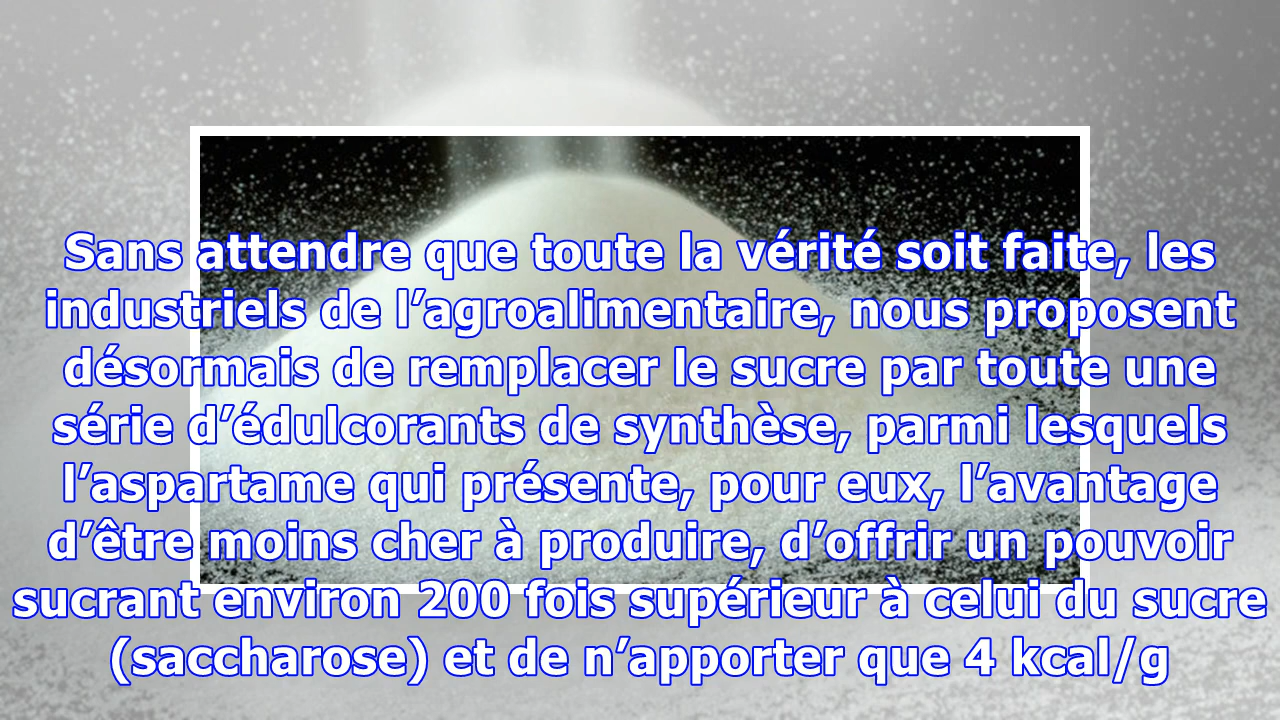 Sans attendre que toute la vérité soit faite, les
industriels de l’agroalimentaire, nous proposent
désormais de remplacer le sucre par toute une
série d’édulcorants de synthèse, parmi lesquels
l’aspartame qui présente, pour eux, l’avantage
d’être moins cher à produire, d’offrir un pouvoir
sucrant environ 200 fois supérieur à celui du sucre
(saccharose) et de n’apporter que 4 kcal/g